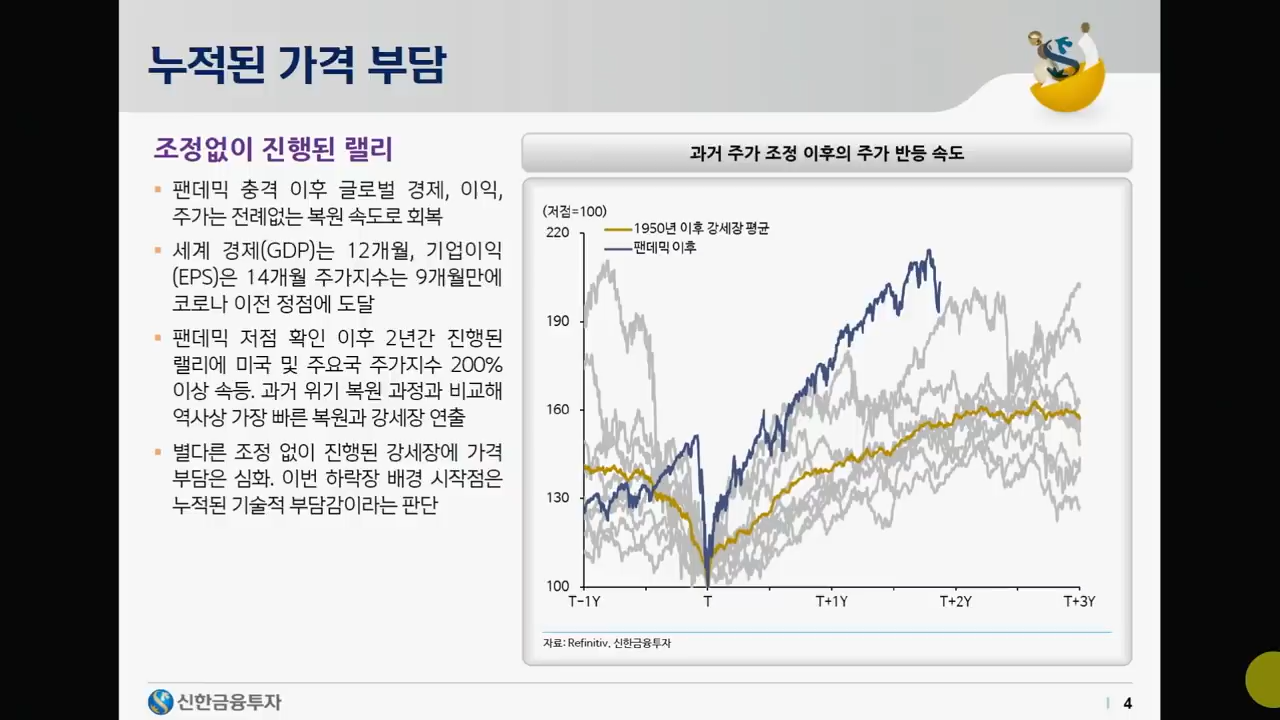 누적된 가격 부담
조정없이 진행된 랠리
팬데믹 충격 이후 글로벌 경제, 이익,
주가는 전례없는 복원 속도로 회복
세계 경제(GDP)는 12개월, 기업이익
(EPS)은 14개월 주가지수는 9개월만에
코로나 이전 정점에 도달
팬데믹 저점 확인 이후 2년간 진행된
랠리에 미국 및 주요국 주가지수 200%
이상 속등. 과거 위기 복원 과정과 비교해
역사상 가장 빠른 복원과 강세장 연출
별다른 조정 없이 진행된 강세장에 가격
부담은 심화. 이번 하락장 배경 시작점은
누적된 기술적 부담감이라는 판단
과거 주가 조정 이후의 주가 반등 속도
(저점=100)
1950년 이후 강세장 평균
팬데믹 이후
220
190
160
130
100
T-1Y T T+1Y T+2Y T+3Y
자료: Refinitiv, 신한금융투자
신한금융투자
4